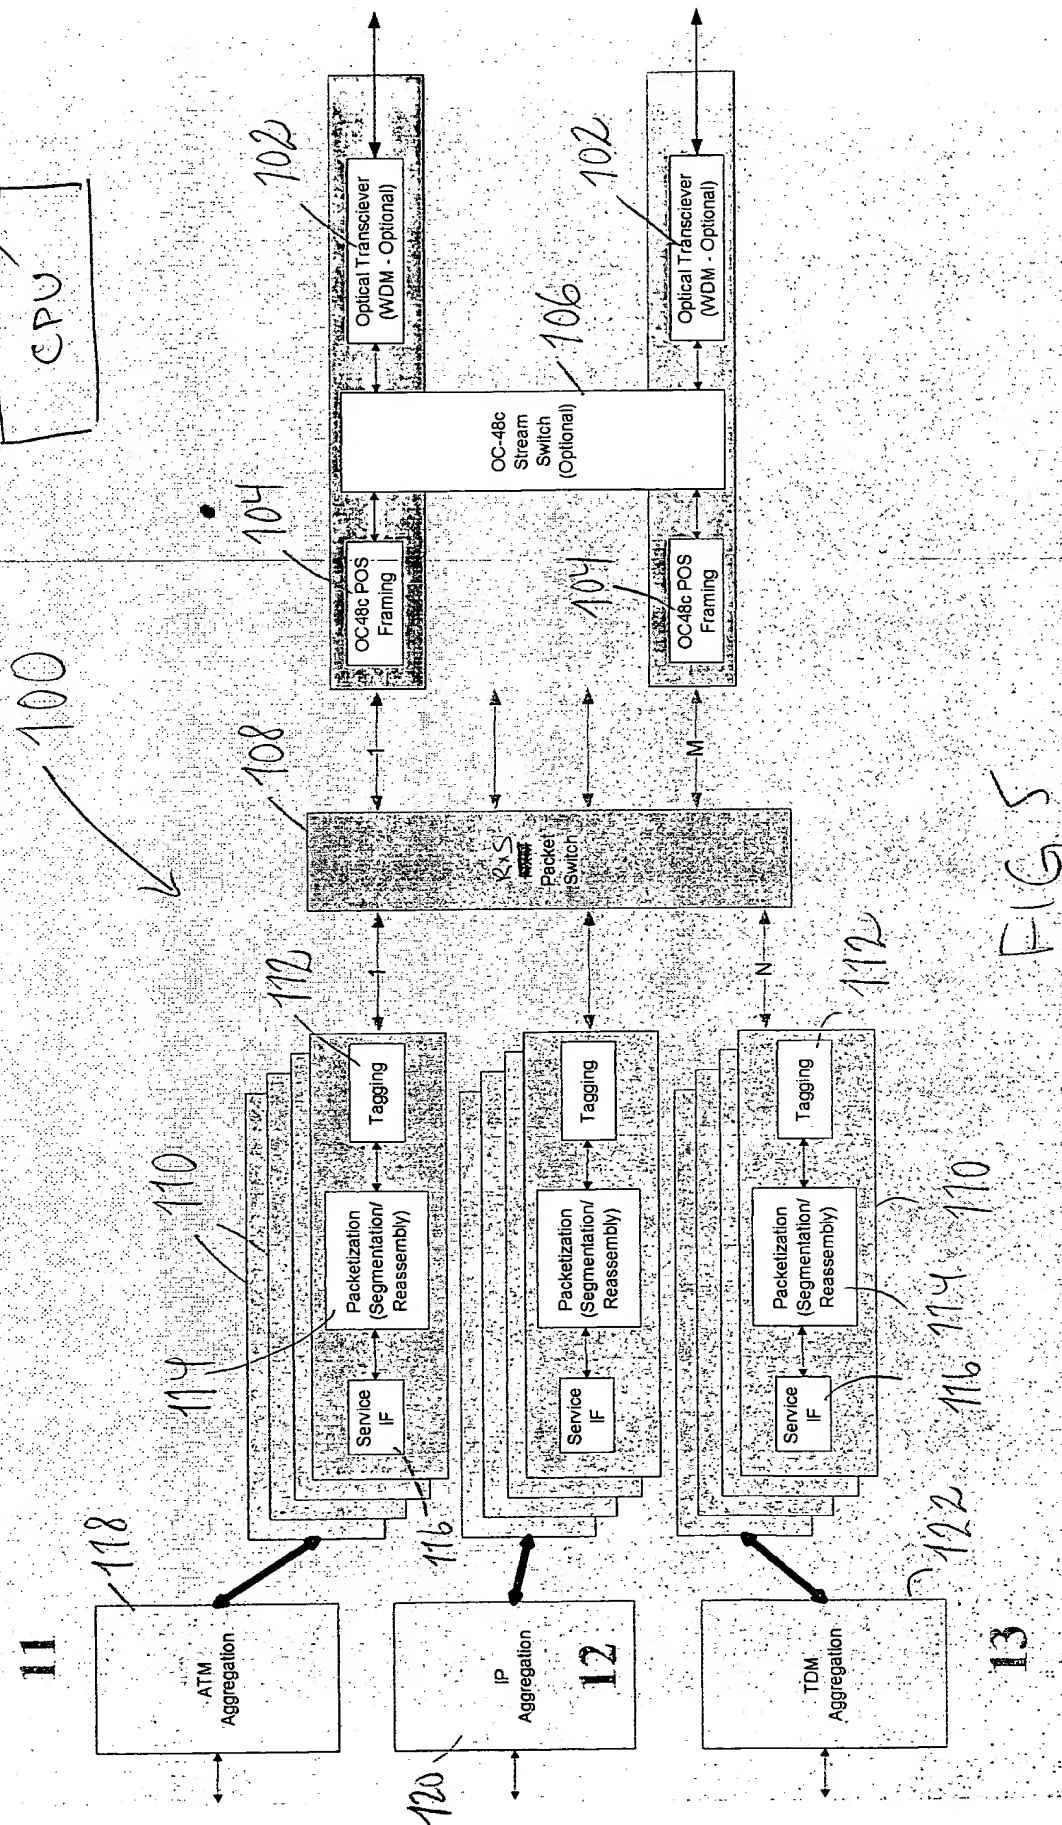 CPU
100
11
118
ATM
Aggregation
120
IP
Aggregation
12
TDM
Aggregation
122
13
110
114
112
116
Service
IF
Packetization
(Segmentation/
Reassembly)
Tagging
Service
IF
Packetization
(Segmentation/
Reassembly)
Tagging
Service
IF
Packetization
(Segmentation/
Reassembly)
Tagging
116
114
110
112
1
N
108
RxS
Packet
Switch
1
M
104
OC48c POS
Framing
104
OC48c POS
Framing
OC-48c
Stream
Switch
(Optional)
106
102
Optical Transciever
(WDM - Optional)
102
Optical Transciever
(WDM - Optional)
FIG 5